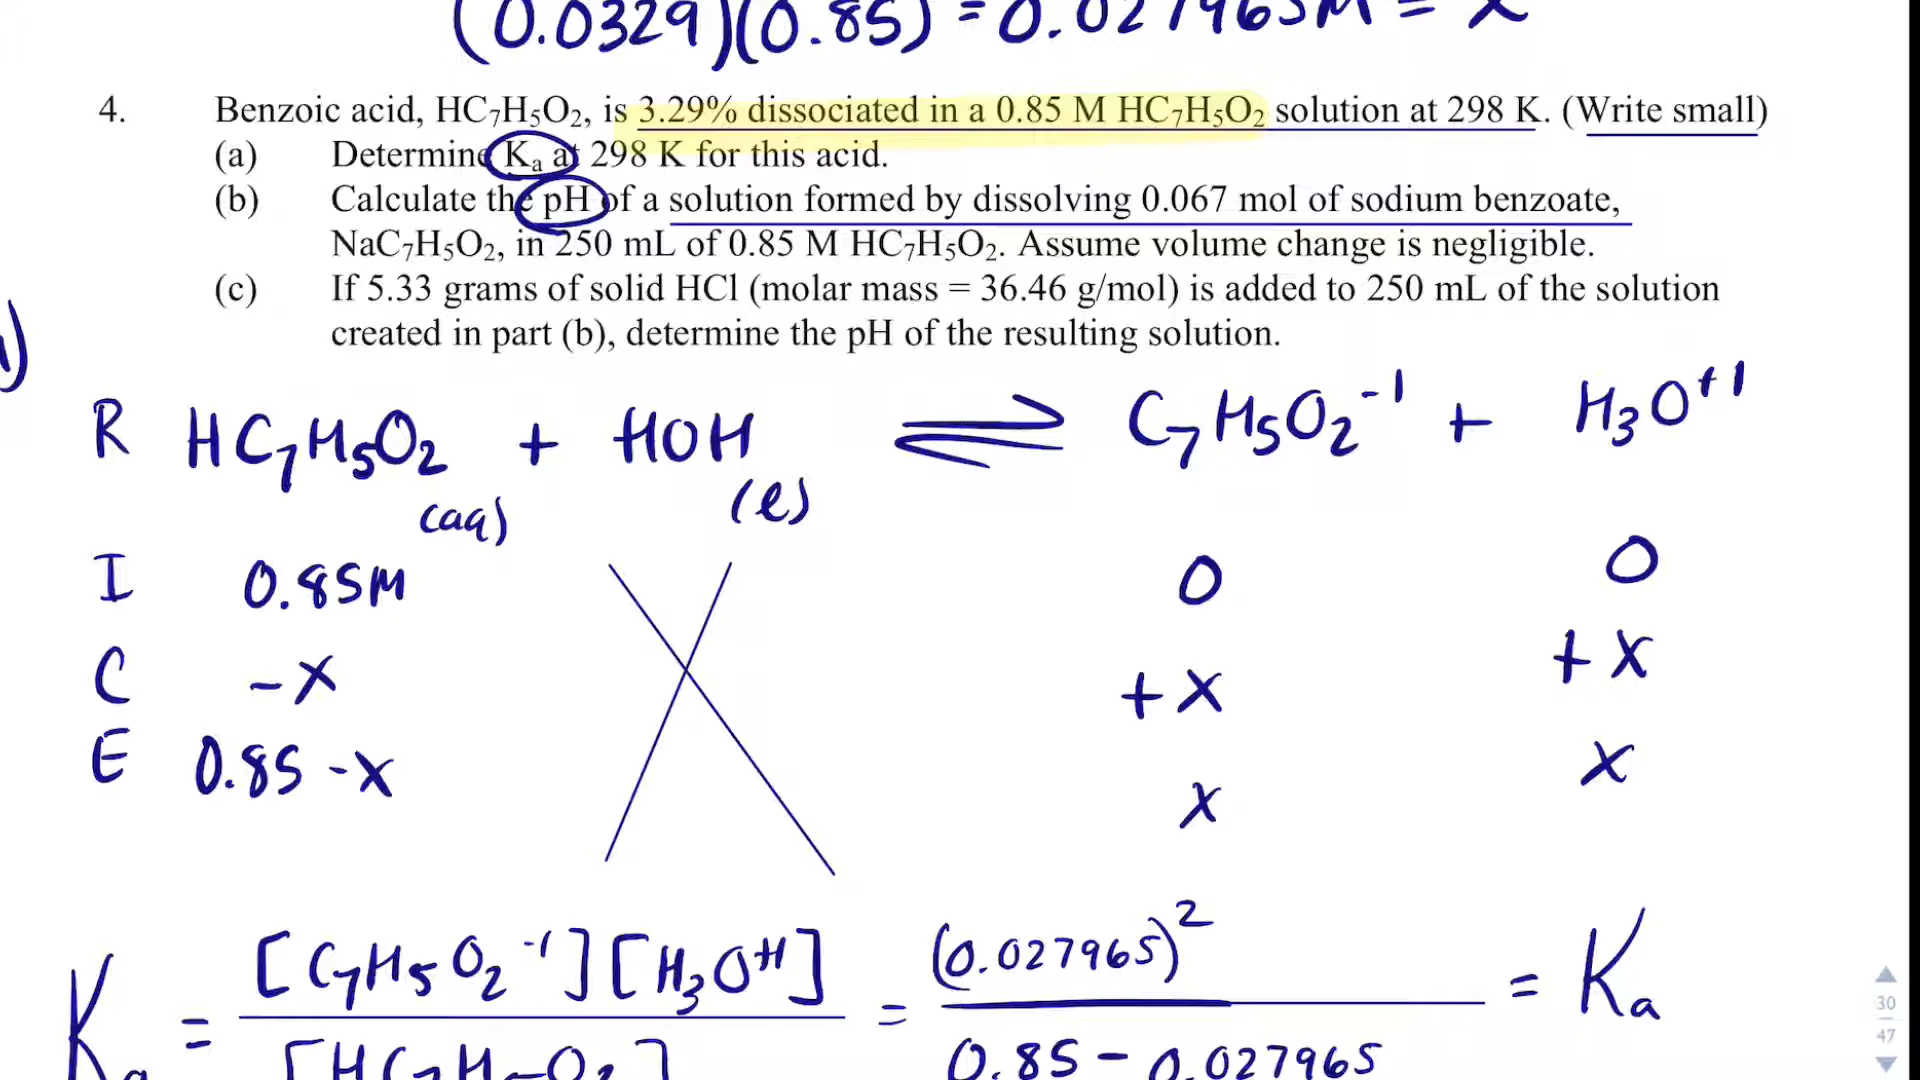 (0.0329)(0.85) = 0.027965M = x
4. Benzoic acid, HC₇H₅O₂, is 3.29% dissociated in a 0.85 M HC₇H₅O₂ solution at 298 K. (Write small)
(a) Determine Kₐ at 298 K for this acid.
(b) Calculate the pH of a solution formed by dissolving 0.067 mol of sodium benzoate,
NaC₇H₅O₂, in 250 mL of 0.85 M HC₇H₅O₂. Assume volume change is negligible.
(c) If 5.33 grams of solid HCl (molar mass = 36.46 g/mol) is added to 250 mL of the solution
created in part (b), determine the pH of the resulting solution.
R HC₇H₅O₂ + HOH ⇌ C₇H₅O₂⁻¹ + H₃O⁺¹
(aq) (l)
I 0.85M 0 0
C -x +x +x
E 0.85 -x x x
Kₐ = [C₇H₅O₂⁻¹][H₃O⁺¹] = (0.027965)² = Kₐ
[HC₇H₅O₂] 0.85 - 0.027965
30
47